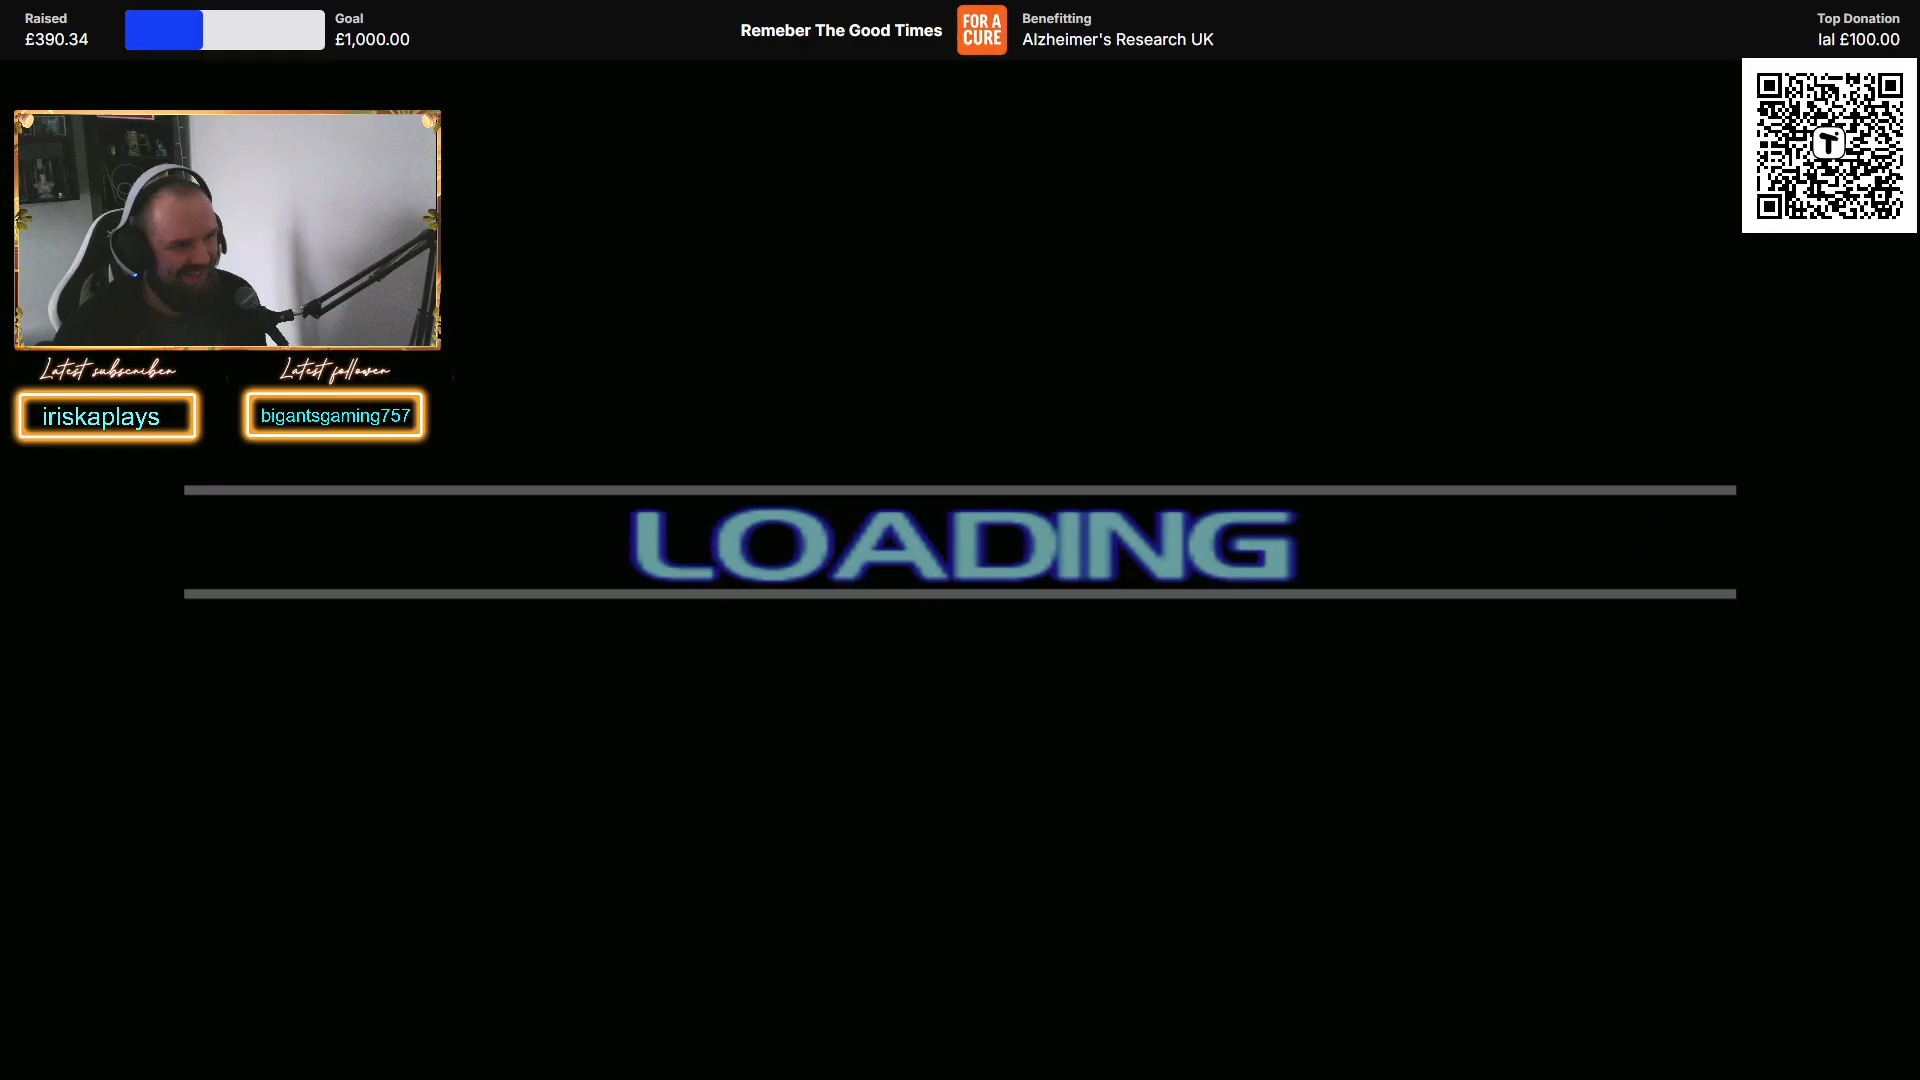 Raised
£390.34
Goal
£1,000.00
Remeber The Good Times
FOR A
CURE
Benefitting
Alzheimer's Research UK
Top Donation
lal £100.00
Latest subscriber
Latest follower
iriskaplays
bigantsgaming757
LOADING